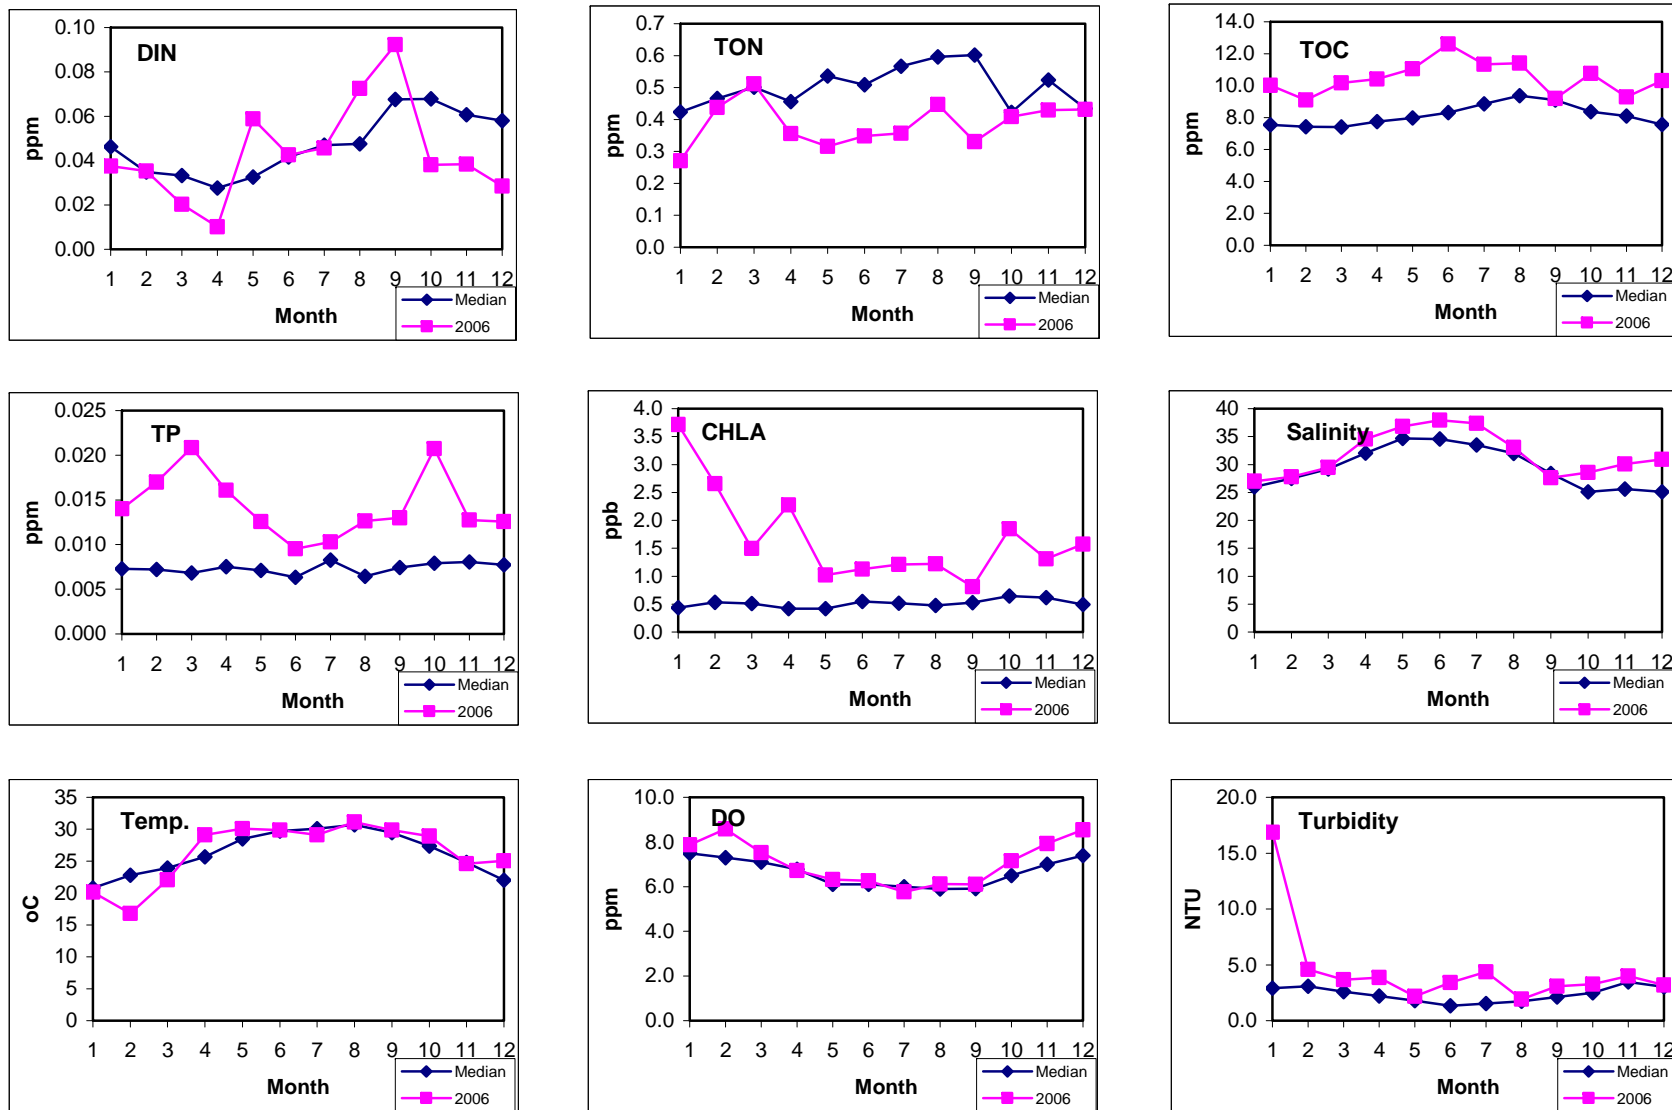 DIN
ppm
0.10
0.08
0.06
0.04
0.02
0.00
1 2 3 4 5 6 7 8 9 10 11 12
Month
Median
2006
TON
ppm
0.7
0.6
0.5
0.4
0.3
0.2
0.1
0.0
1 2 3 4 5 6 7 8 9 10 11 12
Month
Median
2006
TOC
ppm
14.0
12.0
10.0
8.0
6.0
4.0
2.0
0.0
1 2 3 4 5 6 7 8 9 10 11 12
Month
Median
2006
TP
ppm
0.025
0.020
0.015
0.010
0.005
0.000
1 2 3 4 5 6 7 8 9 10 11 12
Month
Median
2006
CHLA
ppb
4.0
3.5
3.0
2.5
2.0
1.5
1.0
0.5
0.0
1 2 3 4 5 6 7 8 9 10 11 12
Month
Median
2006
Salinity
40
35
30
25
20
15
10
5
0
1 2 3 4 5 6 7 8 9 10 11 12
Month
Median
2006
Temp.
oC
35
30
25
20
15
10
5
0
1 2 3 4 5 6 7 8 9 10 11 12
Month
Median
2006
DO
ppm
10.0
8.0
6.0
4.0
2.0
0.0
1 2 3 4 5 6 7 8 9 10 11 12
Month
Median
2006
Turbidity
NTU
20.0
15.0
10.0
5.0
0.0
1 2 3 4 5 6 7 8 9 10 11 12
Month
Median
2006